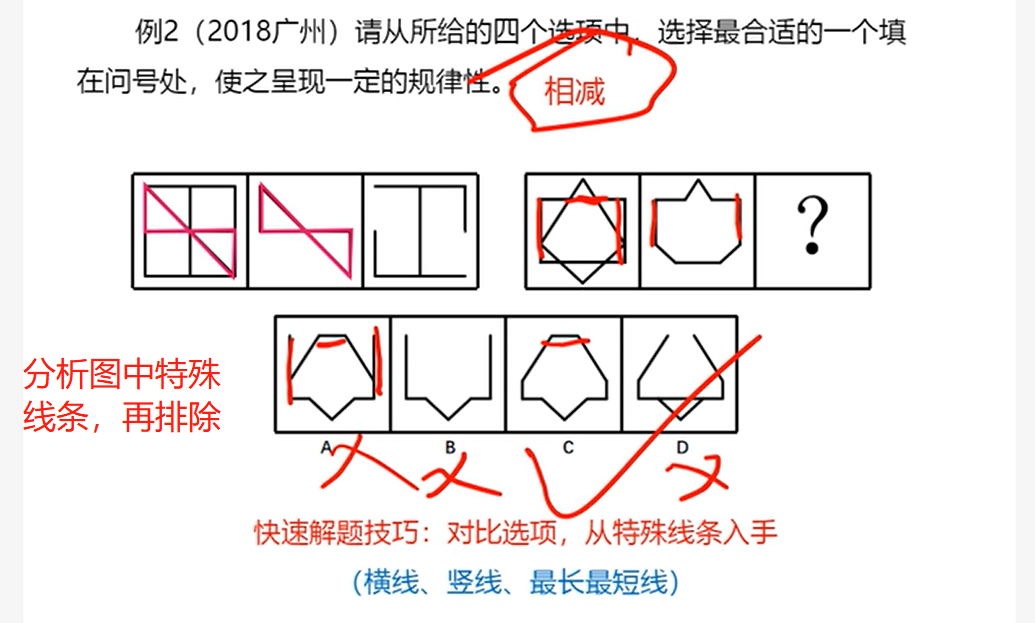 例2（2018广州）请从所给的四个选项中，选择最合适的一个填
在问号处，使之呈现一定的规律性。
相减
?
分析图中特殊
线条，再排除
A B C D
快速解题技巧：对比选项，从特殊线条入手
（横线、竖线、最长最短线）